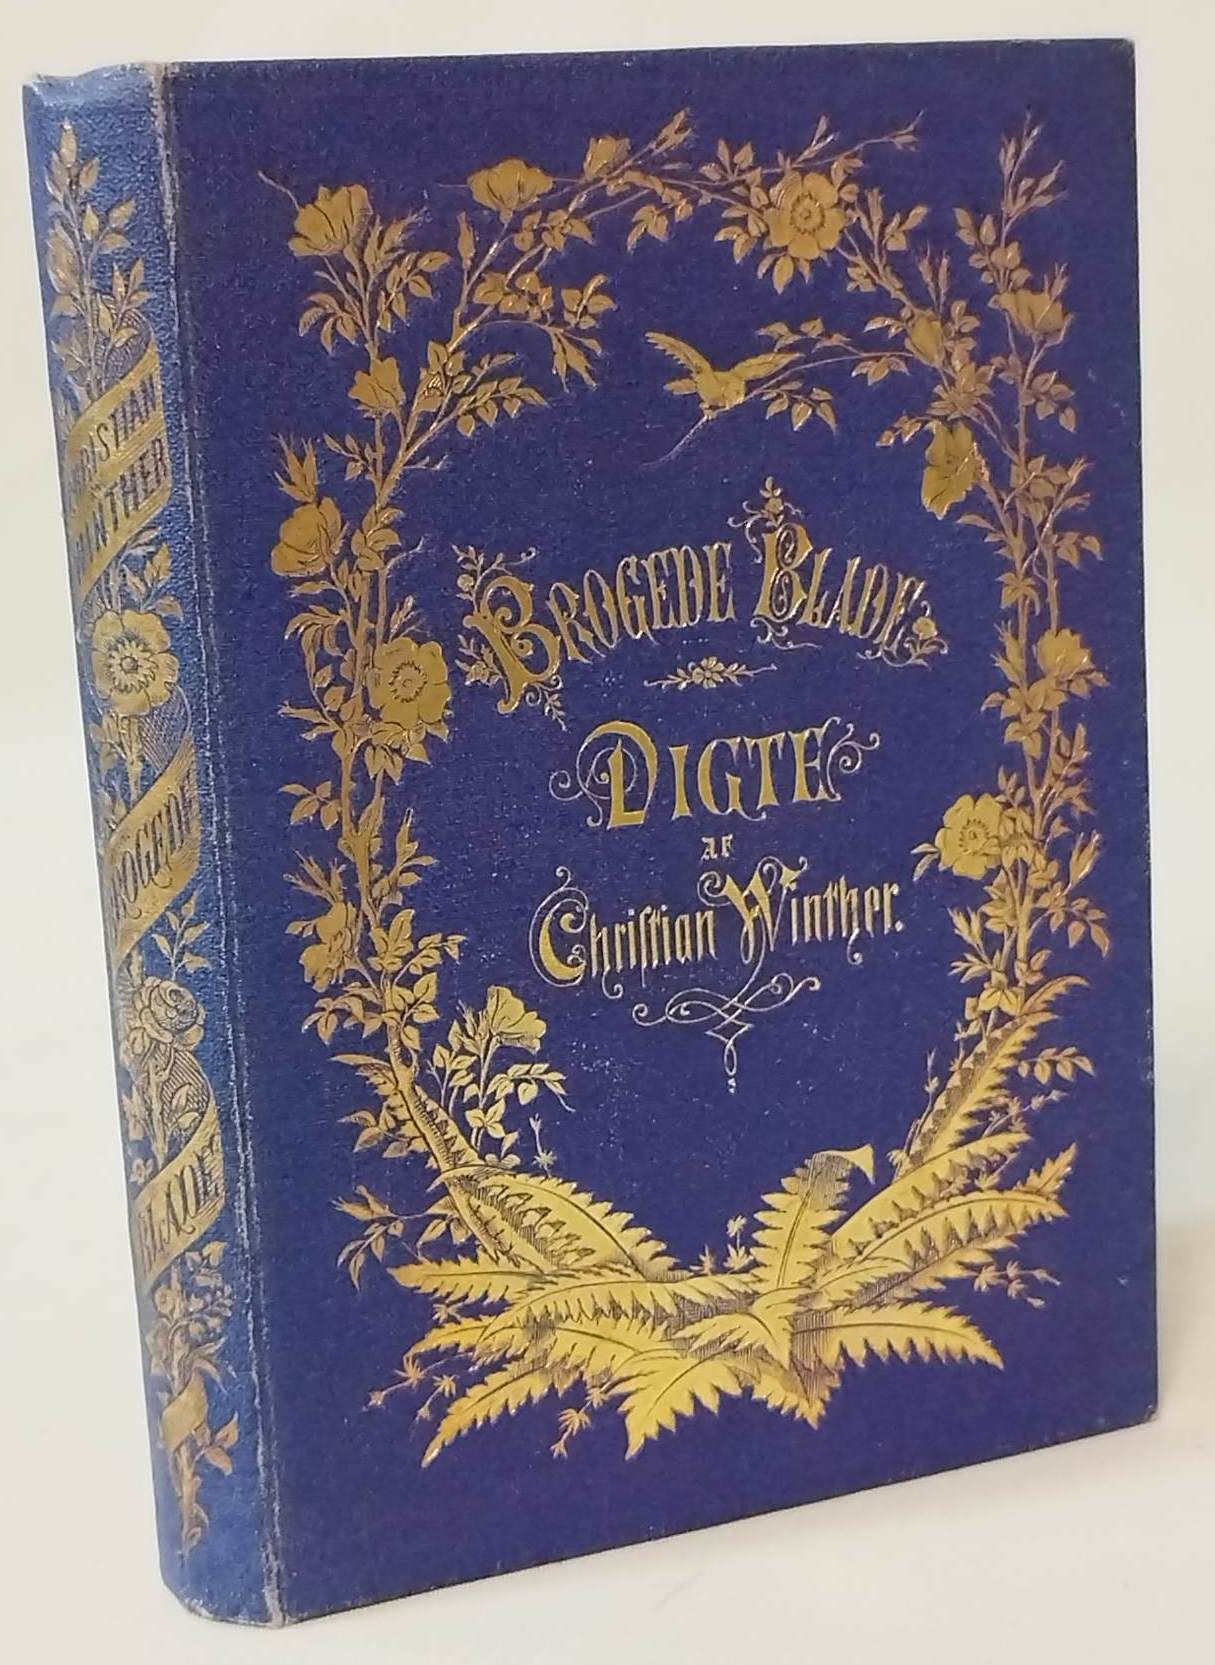 BROGEDE BLADE
DIGTE
AF
Christian Winther.
CHRISTIAN
WINTHER
BROGEDE
BLADE